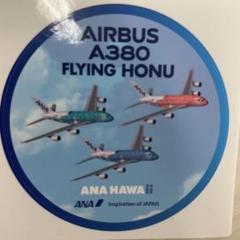 AIRBUS
A380
FLYING HONU
ANA HAWAii
ANA Inspiration of JAPAN